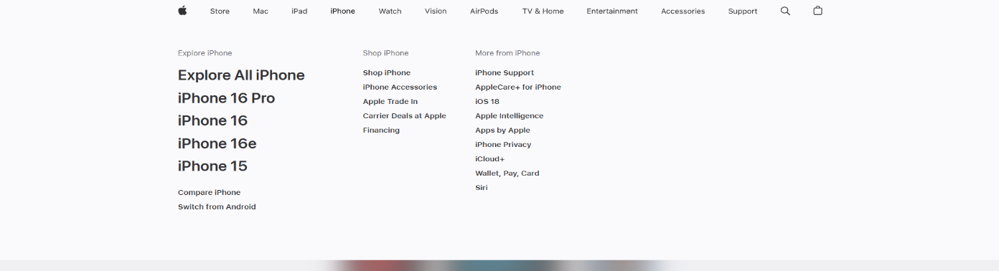 Store Mac iPad iPhone Watch Vision AirPods TV & Home Entertainment Accessories Support
Explore iPhone
Explore All iPhone
iPhone 16 Pro
iPhone 16
iPhone 16e
iPhone 15
Compare iPhone
Switch from Android
Shop iPhone
Shop iPhone
iPhone Accessories
Apple Trade In
Carrier Deals at Apple
Financing
More from iPhone
iPhone Support
AppleCare+ for iPhone
iOS 18
Apple Intelligence
Apps by Apple
iPhone Privacy
iCloud+
Wallet, Pay, Card
Siri